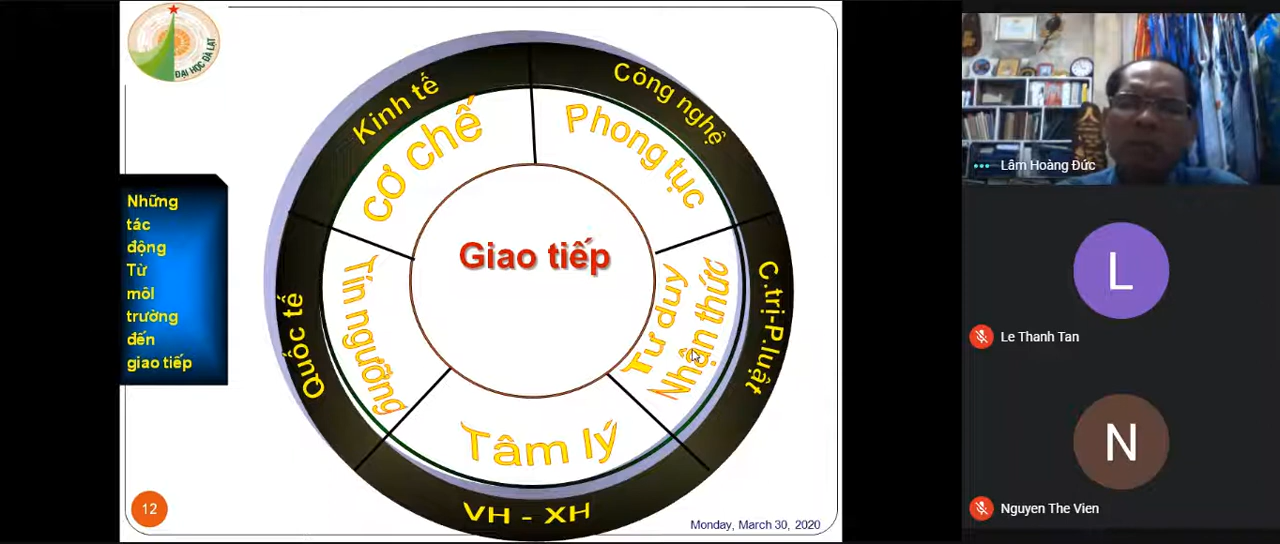 ĐẠI HỌC ĐÀ LẠT
Những
tác
động
Từ
môl
trường
đến
giao tiếp
Kinh tế
Công nghệ
C.trị-P.luật
VH - XH
Quốc tế
cơ chế
Phong tục
Tư duy
Nhận thức
Tâm lý
Tín ngưỡng
Giao tiếp
12
Monday, March 30, 2020
Lâm Hoàng Đức
L
Le Thanh Tan
N
Nguyen The Vien